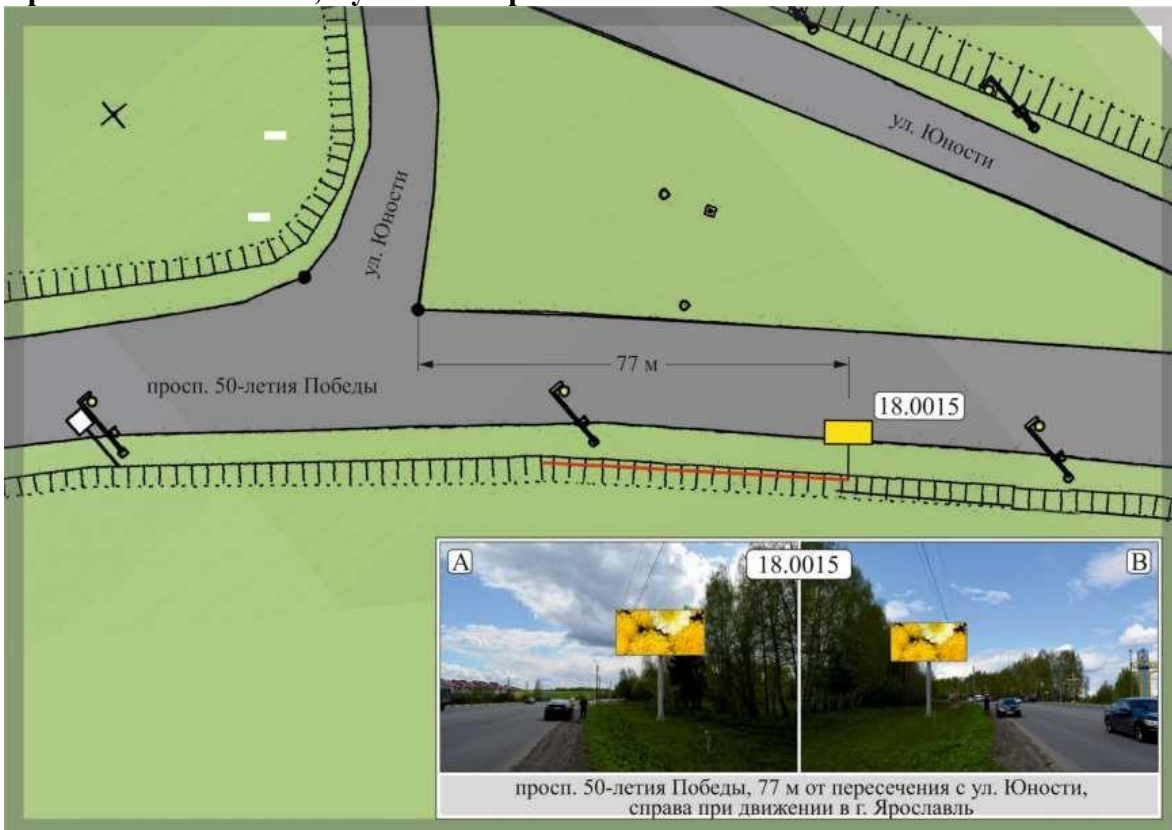 ул. Юности
ул. Юности
77 м
просп. 50-летия Победы
18.0015
A
18.0015
B
просп. 50-летия Победы, 77 м от пересечения с ул. Юности,
справа при движении в г. Ярославль